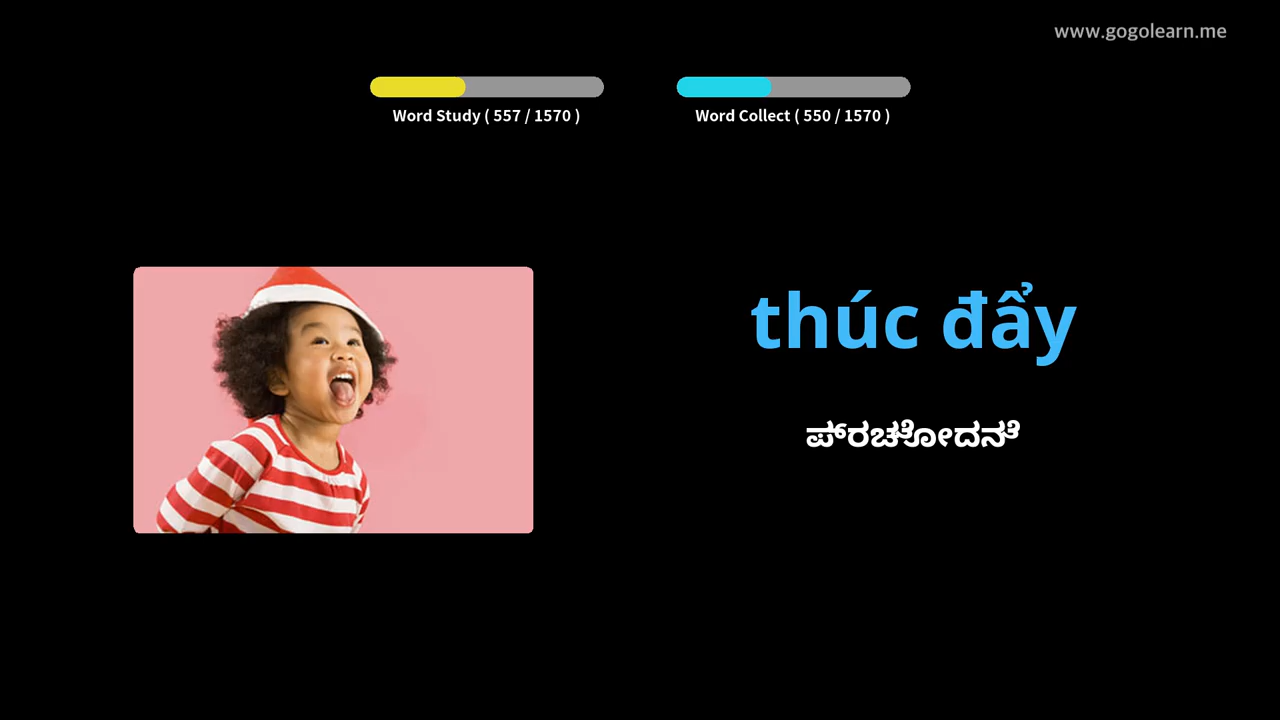 www.gogolearn.me
Word Study ( 557 / 1570 )
Word Collect ( 550 / 1570 )
thúc đẩy
ಪ್ರಚೋದನೆ